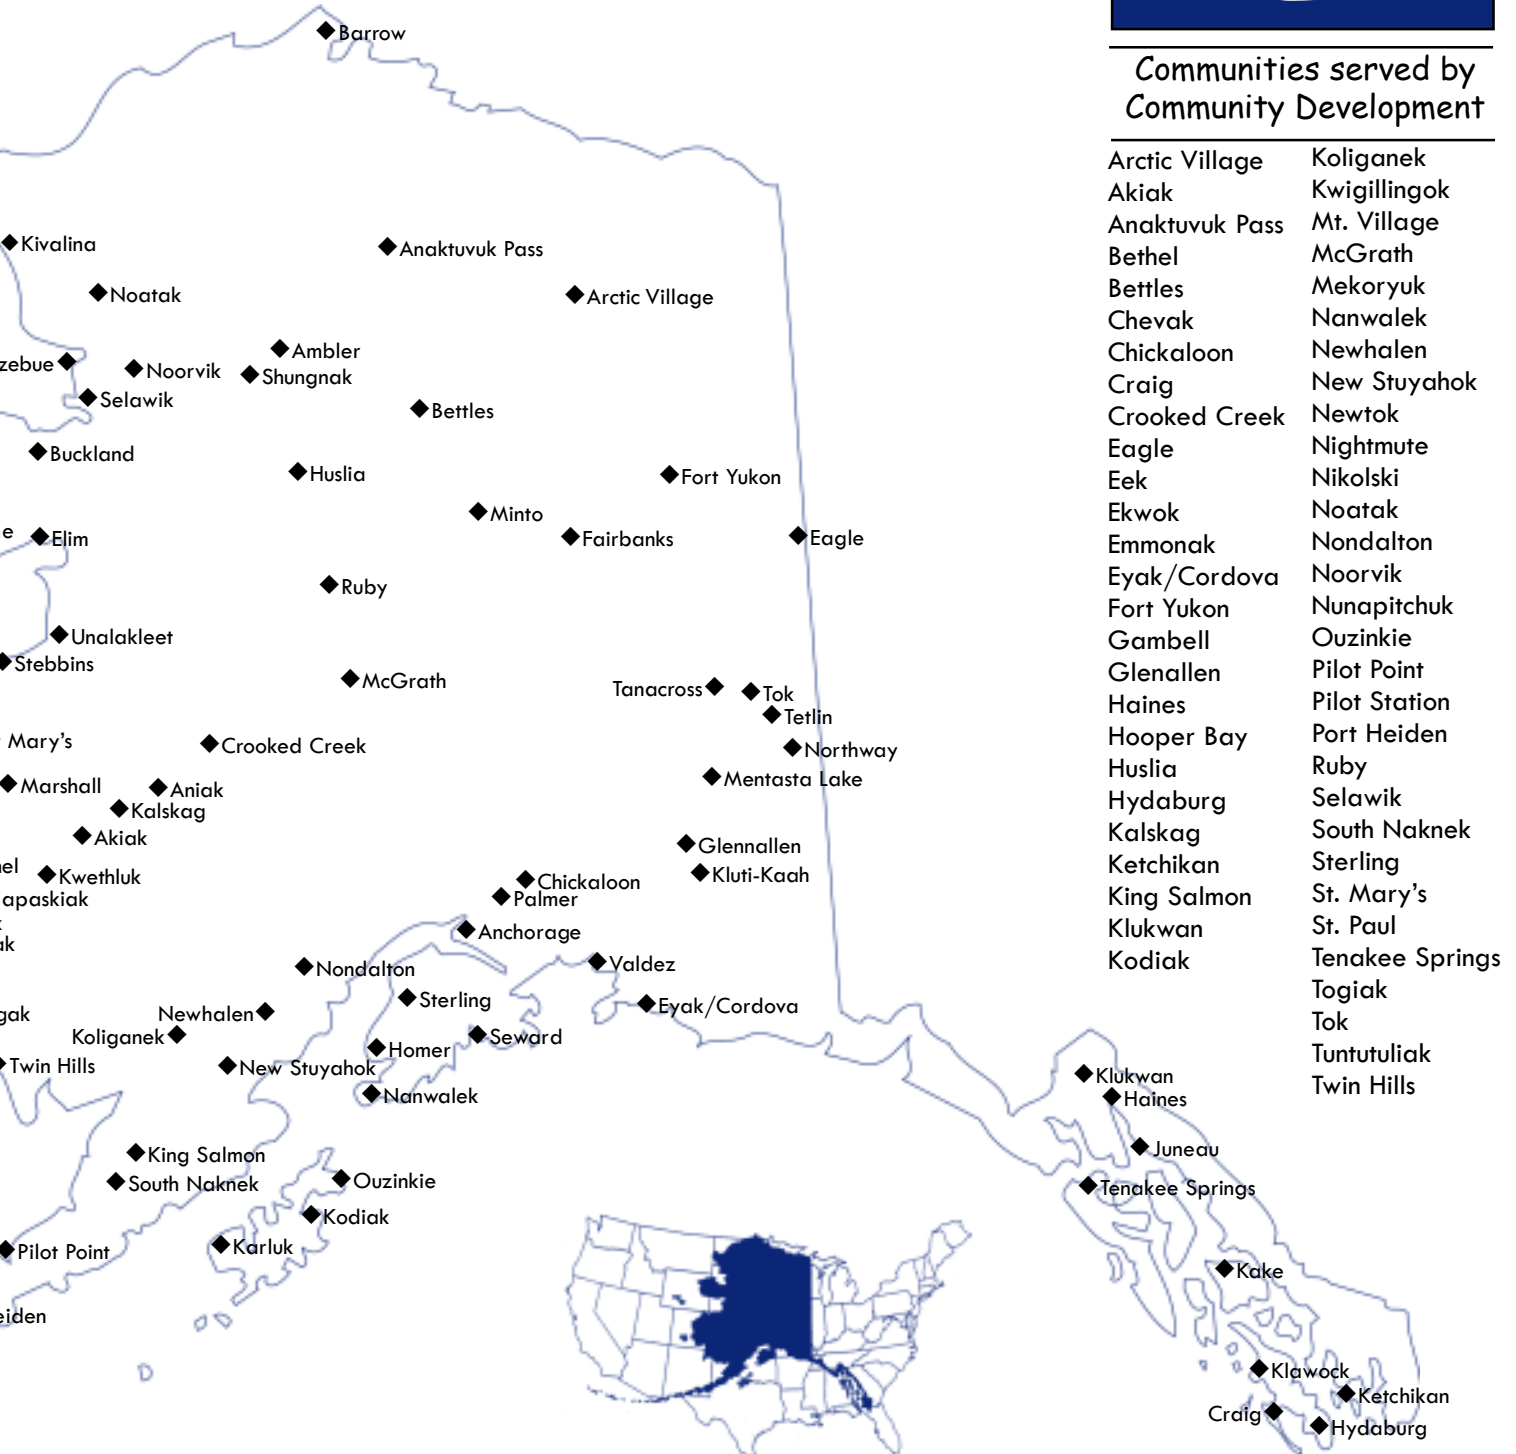 Barrow
Communities served by
Community Development
Arctic Village
Akiak
Anaktuvuk Pass
Bethel
Bettles
Chevak
Chickaloon
Craig
Crooked Creek
Eagle
Eek
Ekwok
Emmonak
Eyak/Cordova
Fort Yukon
Gambell
Glenallen
Haines
Hooper Bay
Huslia
Hydaburg
Kalskag
Ketchikan
King Salmon
Klukwan
Kodiak
Koliganek
Kwigillingok
Mt. Village
McGrath
Mekoryuk
Nanwalek
Newhalen
New Stuyahok
Newtok
Nightmute
Nikolski
Noatak
Nondalton
Noorvik
Nunapitchuk
Ouzinkie
Pilot Point
Pilot Station
Port Heiden
Ruby
Selawik
South Naknek
Sterling
St. Mary's
St. Paul
Tenakee Springs
Togiak
Tok
Tuntutuliak
Twin Hills
Kivalina
Anaktuvuk Pass
Noatak
Arctic Village
Ambler
zebue
Noorvik
Shungnak
Selawik
Bettles
Buckland
Huslia
Fort Yukon
Minto
e
Elim
Fairbanks
Eagle
Ruby
Unalakleet
Stebbins
McGrath
Tanacross
Tok
Tetlin
Mary's
Crooked Creek
Northway
Marshall
Aniak
Mentasta Lake
Kalskag
Akiak
Glennallen
el
Kwethluk
Chickaloon
Kluti-Kaah
apaskiak
Palmer
ak
Anchorage
Nondalton
Valdez
Sterling
Eyak/Cordova
gak
Newhalen
Koliganek
Seward
Homer
Twin Hills
New Stuyahok
Nanwalek
Klukwan
Haines
King Salmon
Juneau
South Naknek
Ouzinkie
Tenakee Springs
Kodiak
Karluk
Pilot Point
Kake
eiden
Klawock
Ketchikan
Craig
Hydaburg